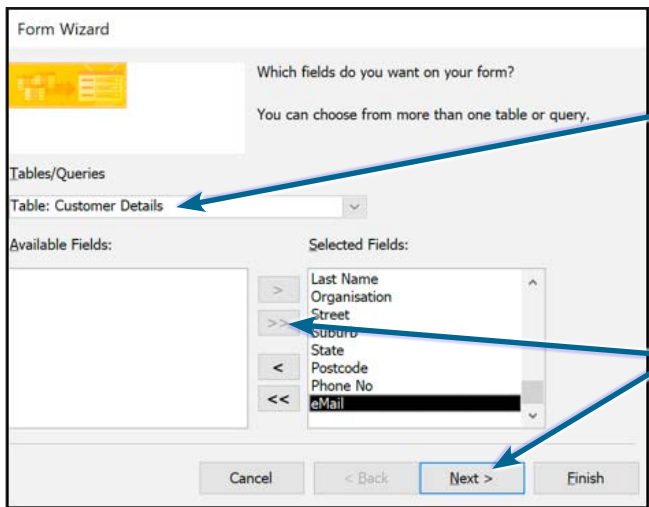 Form Wizard
Which fields do you want on your form?
You can choose from more than one table or query.
Tables/Queries
Table: Customer Details
Available Fields:
Selected Fields:
>
>>
<
<<
Last Name
Organisation
Street
Suburb
State
Postcode
Phone No
eMail
Cancel
< Back
Next >
Finish